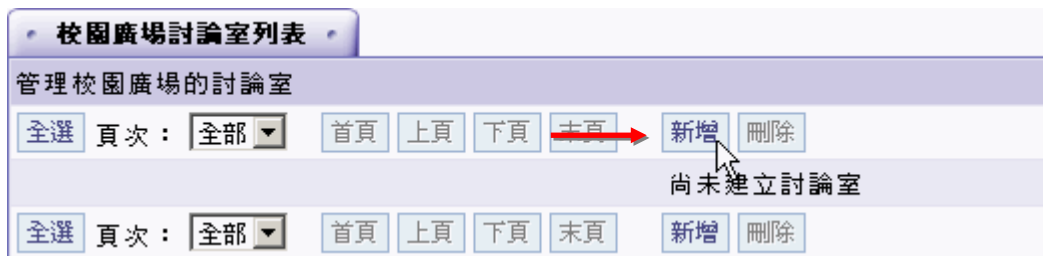 校園廣場討論室列表
管理校園廣場的討論室
全選 頁次： 全部 首頁 上頁 下頁 末頁 新增 刪除
尚未建立討論室
全選 頁次： 全部 首頁 上頁 下頁 末頁 新增 刪除